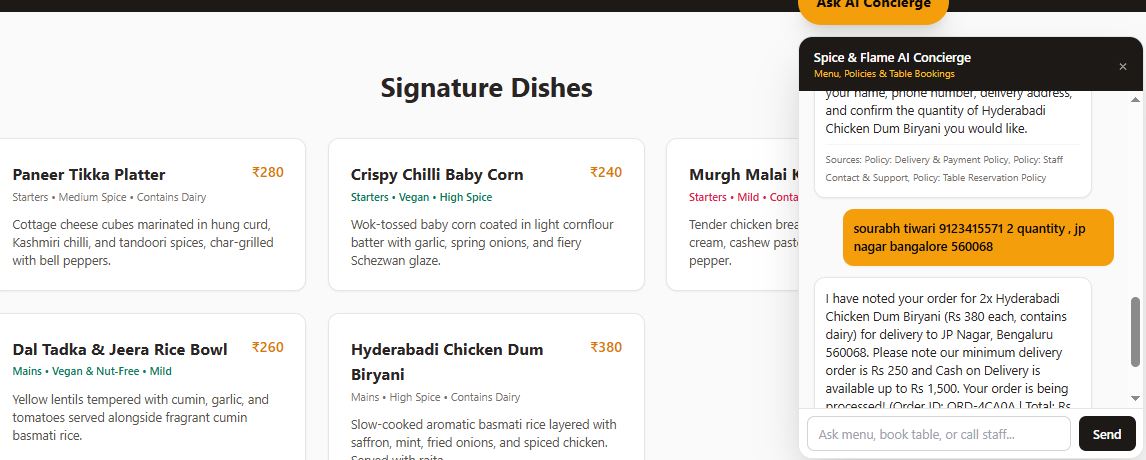 Ask AI Concierge
Signature Dishes
Paneer Tikka Platter
₹280
Starters • Medium Spice • Contains Dairy
Cottage cheese cubes marinated in hung curd,
Kashmiri chilli, and tandoori spices, char-grilled
with bell peppers.
Crispy Chilli Baby Corn
₹240
Starters • Vegan • High Spice
Wok-tossed baby corn coated in light cornflour
batter with garlic, spring onions, and fiery
Schezwan glaze.
Murgh Malai
Starters • Mild •
Tender chicken
cream, cashew
pepper.
Dal Tadka & Jeera Rice Bowl
₹260
Mains • Vegan & Nut-Free • Mild
Yellow lentils tempered with cumin, garlic, and
tomatoes served alongside fragrant cumin
basmati rice.
Hyderabadi Chicken Dum
Biryani
₹380
Mains • High Spice • Contains Dairy
Slow-cooked aromatic basmati rice layered with
saffron, mint, fried onions, and spiced chicken.
Served with raita.
Spice & Flame AI Concierge
Menu, Policies & Table Bookings
×
your name, phone number, delivery address,
and confirm the quantity of Hyderabadi
Chicken Dum Biryani you would like.
Sources: Policy: Delivery & Payment Policy, Policy: Staff
Contact & Support, Policy: Table Reservation Policy
sourabh tiwari 9123415571 2 quantity , jp
nagar bangalore 560068
I have noted your order for 2x Hyderabadi
Chicken Dum Biryani (Rs 380 each, contains
dairy) for delivery to JP Nagar, Bengaluru
560068. Please note our minimum delivery
order is Rs 250 and Cash on Delivery is
available up to Rs 1,500. Your order is being
processed! (Order ID: ORD-4CA0A | Total: Rs
Ask menu, book table, or call staff...
Send